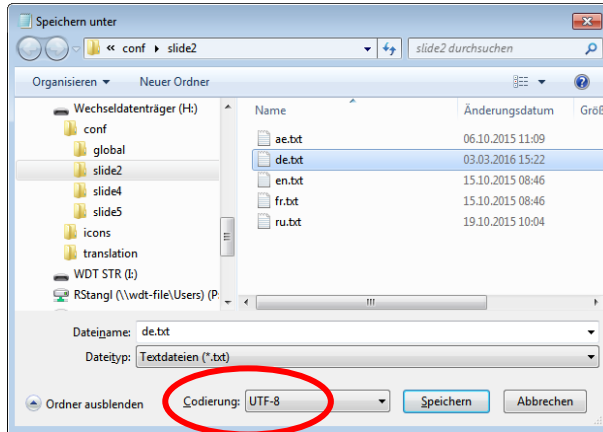 Speichern unter
« conf ▸ slide2
slide2 durchsuchen
Organisieren
Neuer Ordner
Wechseldatenträger (H:)
conf
global
slide2
slide4
slide5
icons
translation
WDT STR (I:)
RStangl (\\wdt-file\Users) (P:
Name Änderungsdatum Größ
ae.txt 06.10.2015 11:09
de.txt 03.03.2016 15:22
en.txt 15.10.2015 08:46
fr.txt 15.10.2015 08:46
ru.txt 19.10.2015 10:04
Dateiname: de.txt
Dateityp: Textdateien (*.txt)
Ordner ausblenden
Codierung: UTF-8
Speichern
Abbrechen